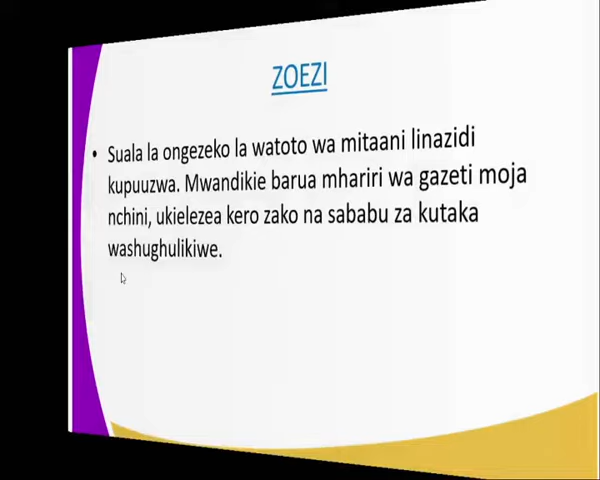 ZOEZI
• Suala la ongezeko la watoto wa mitaani linazidi
kupuuzwa. Mwandikie barua mhariri wa gazeti moja
nchini, ukielezea kero zako na sababu za kutaka
washughulikiwe.